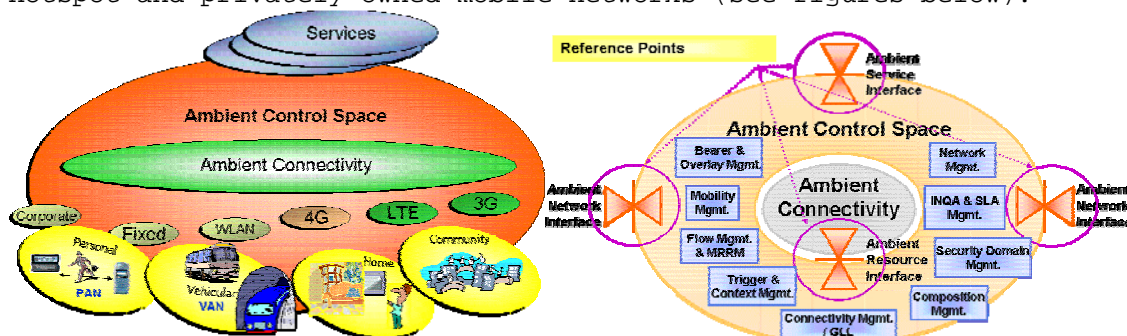 hotspot and privately owned mobile networks (see figures below).
Services
Ambient Control Space
Ambient Connectivity
Corporate
Fixed
WLAN
4G
LTE
3G
Personal
PAN
Vehicular
VAN
Home
Community
Reference Points
Ambient
Service
Interface
Ambient Control Space
Bearer &
Overlay Mgmt.
Network
Mgmt.
Ambient
Network
Interface
Mobility
Mgmt.
Ambient
Connectivity
INQA & SLA
Mgmt.
Ambient
Network
Interface
Flow Mgmt.
& MRRM
Ambient
Resource
Interface
Security Domain
Mgmt.
Trigger &
Context Mgmt.
Composition
Mgmt.
Connectivity Mgmt.
/ GLL